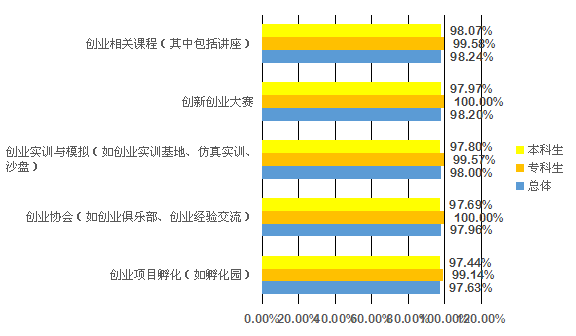 创业相关课程（其中包括讲座）
98.07%
99.58%
98.24%
创新创业大赛
97.97%
100.00%
98.20%
创业实训与模拟（如创业实训基地、仿真实训、
沙盘）
97.80%
99.57%
98.00%
创业协会（如创业俱乐部、创业经验交流）
97.69%
100.00%
97.96%
创业项目孵化（如孵化园）
97.44%
99.14%
97.63%
0.00% 20.00% 40.00% 60.00% 80.00% 100.00% 120.00%
本科生
专科生
总体